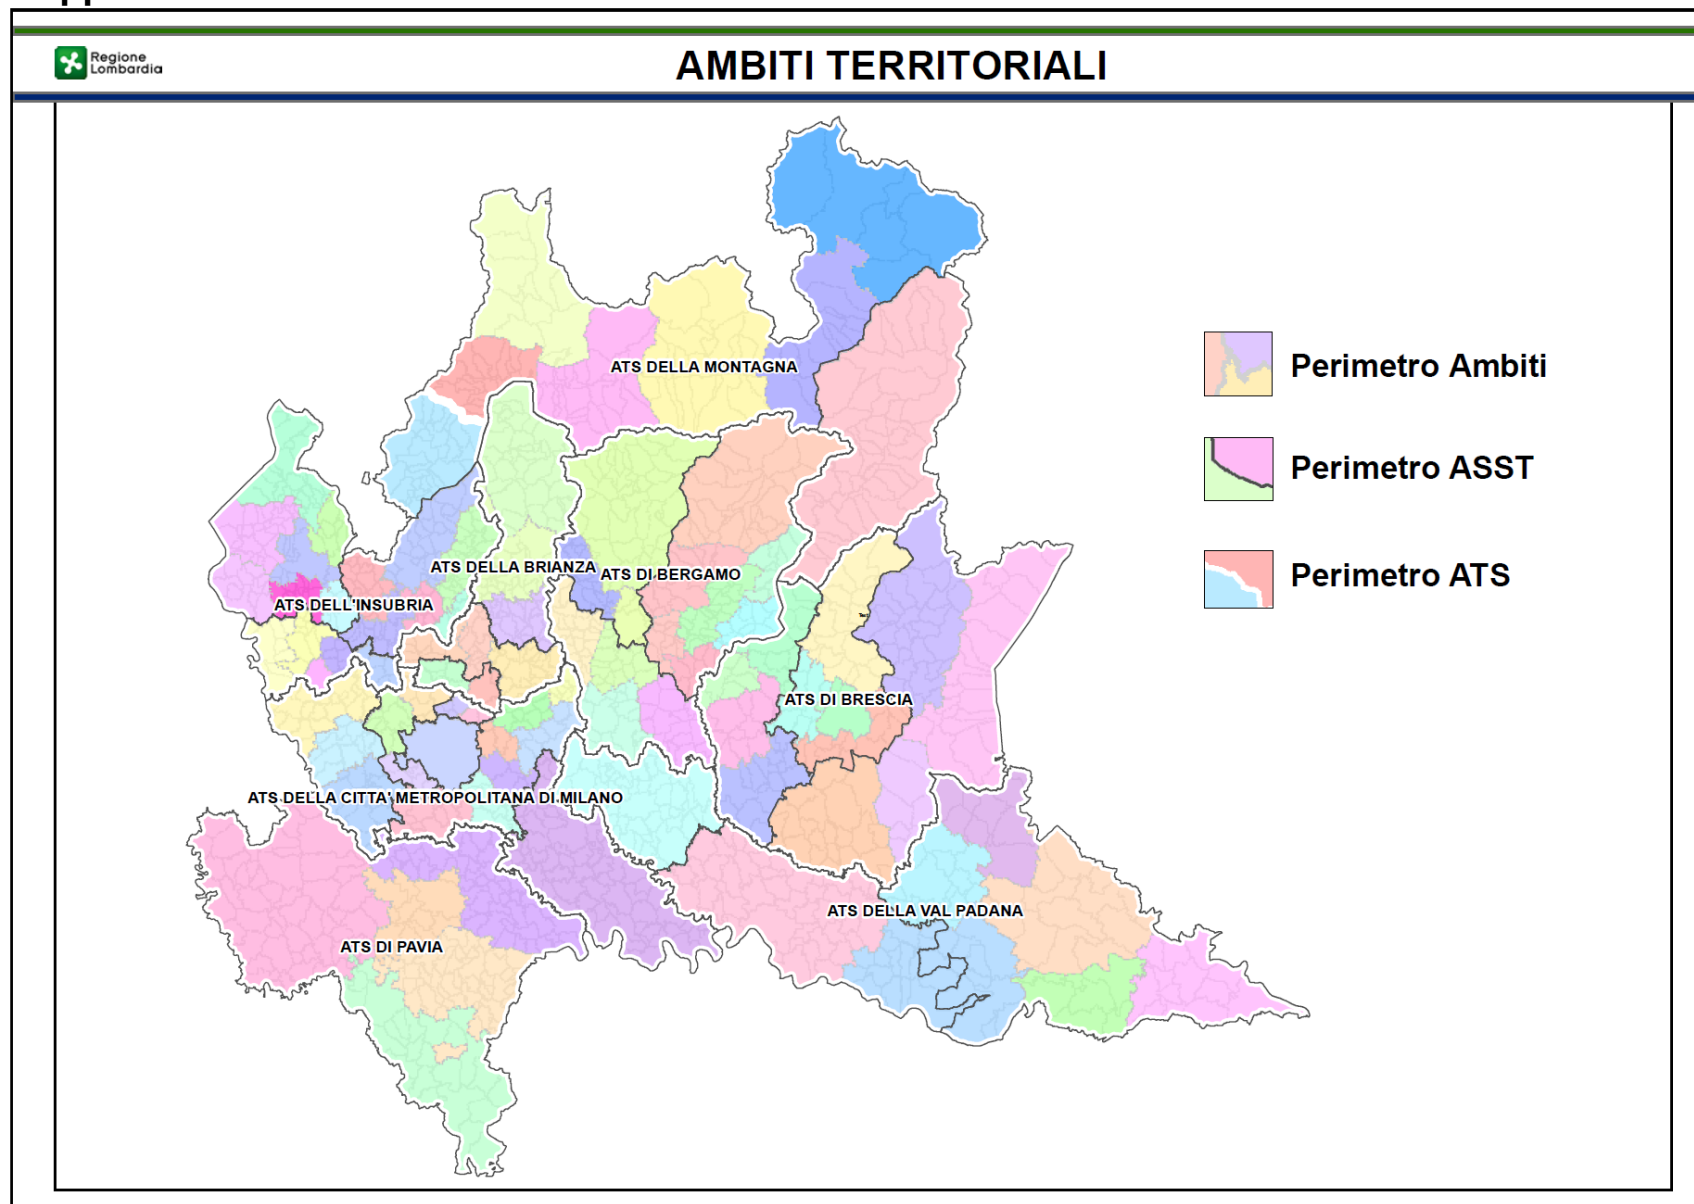 Regione
Lombardia
AMBITI TERRITORIALI
ATS DELLA MONTAGNA
Perimetro Ambiti
Perimetro ASST
ATS DELLA BRIANZA
ATS DI BERGAMO
Perimetro ATS
ATS DELL'INSUBRIA
ATS DI BRESCIA
ATS DELLA CITTA' METROPOLITANA DI MILANO
ATS DELLA VAL PADANA
ATS DI PAVIA